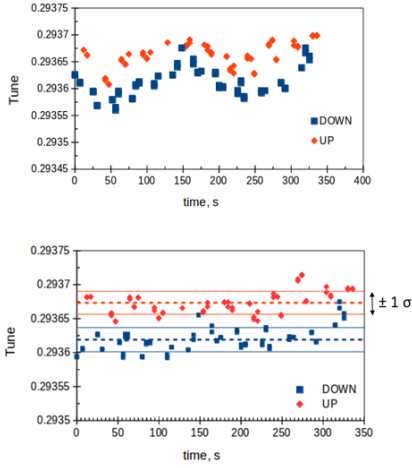 0.29375
0.2937
0.29365
0.2936
0.29355
0.2935
0.29345
Tune
DOWN
UP
0 50 100 150 200 250 300 350 400
time, s
0.29375
0.2937
0.29365
0.2936
0.29355
0.2935
Tune
± 1 σ
DOWN
UP
0 50 100 150 200 250 300 350
time, s